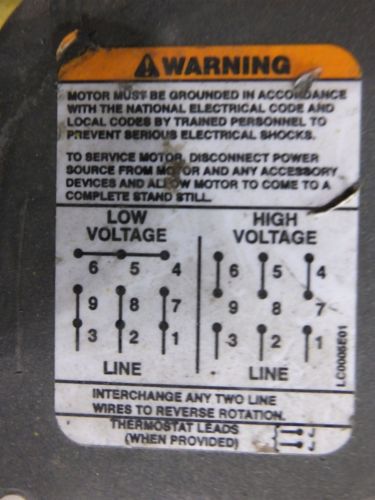 WARNING
MOTOR MUST BE GROUNDED IN ACCORDANCE
WITH THE NATIONAL ELECTRICAL CODE AND
LOCAL CODES BY TRAINED PERSONNEL TO
PREVENT SERIOUS ELECTRICAL SHOCKS.
TO SERVICE MOTOR, DISCONNECT POWER
SOURCE FROM MOTOR AND ANY ACCESSORY
DEVICES AND ALLOW MOTOR TO COME TO A
COMPLETE STAND STILL.
LOW
VOLTAGE
6 5 4
9 8 7
3 2 1
LINE
HIGH
VOLTAGE
6 5 4
9 8 7
3 2 1
LINE
LC0005E01
INTERCHANGE ANY TWO LINE
WIRES TO REVERSE ROTATION.
THERMOSTAT LEADS
(WHEN PROVIDED)
J
J